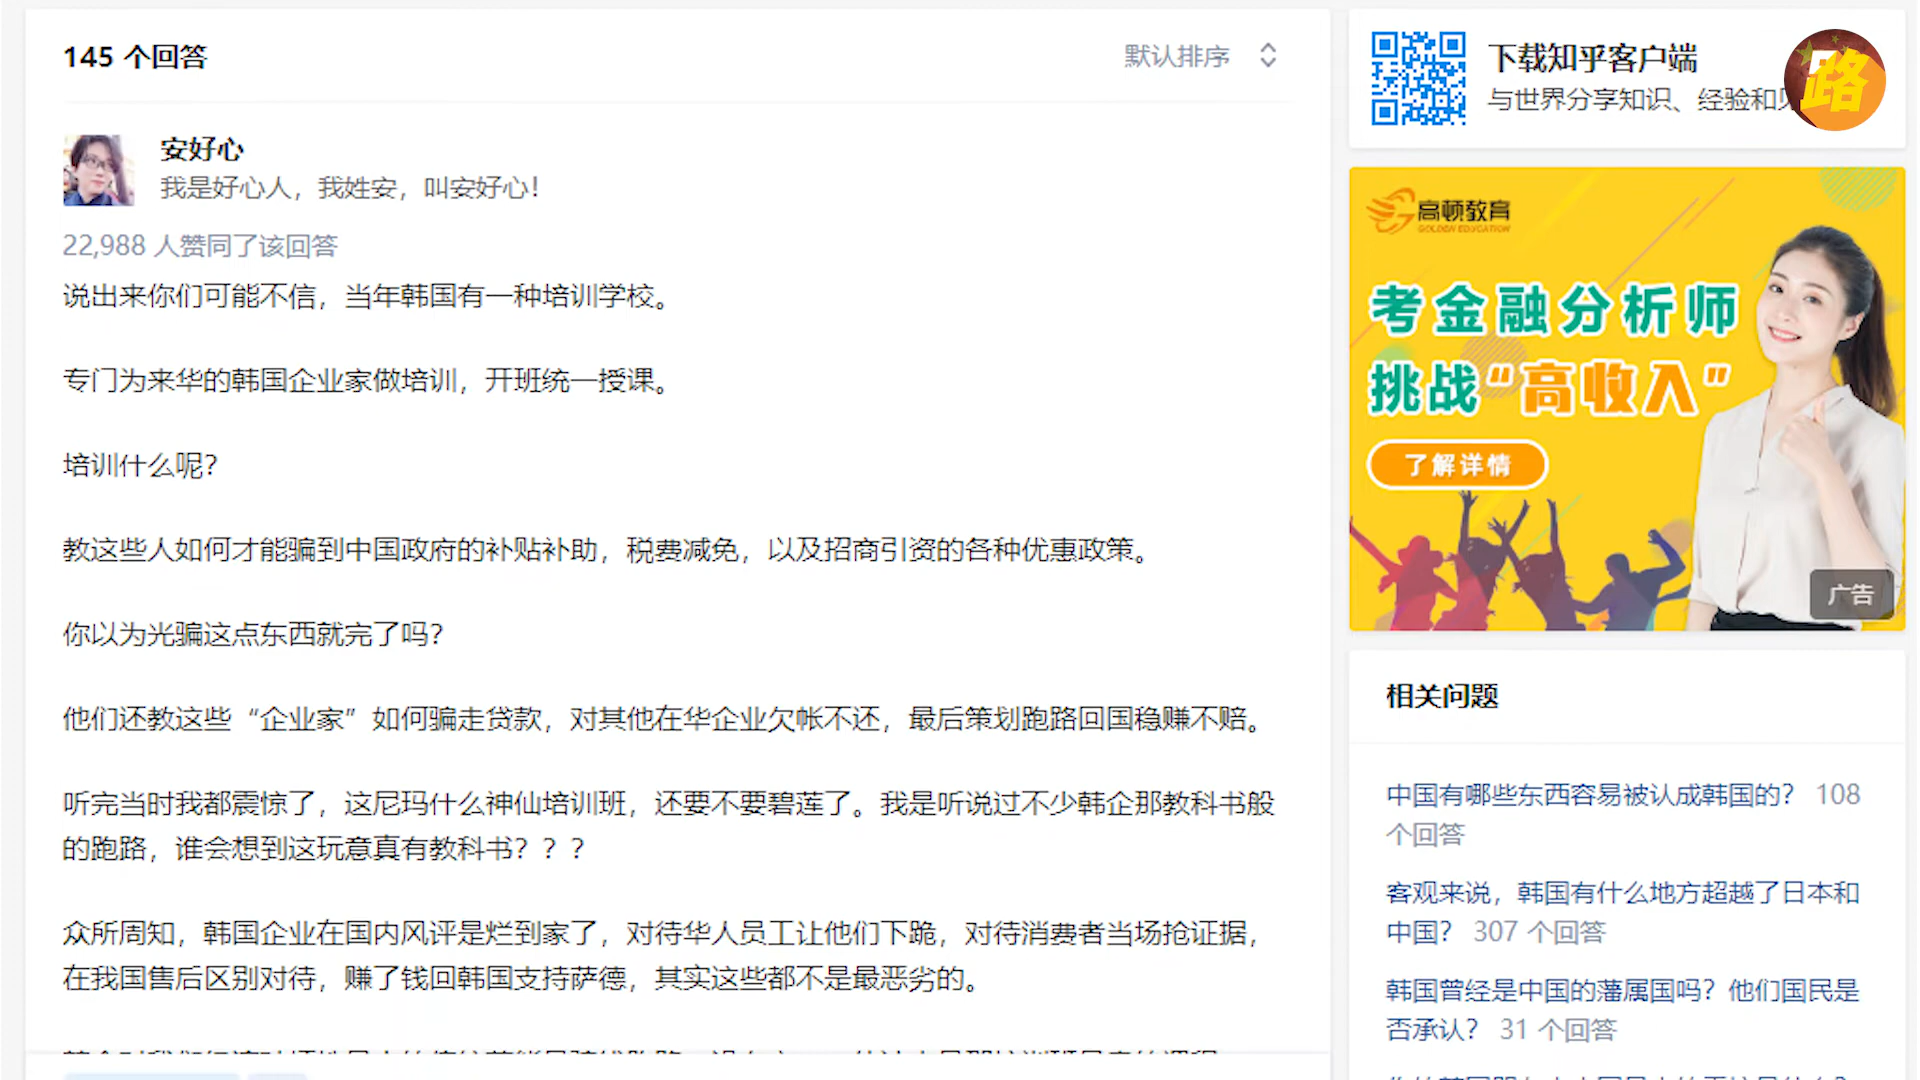 145 个回答
默认排序
安好心
我是好心人，我姓安，叫安好心！
22,988 人赞同了该回答
说出来你们可能不信，当年韩国有一种培训学校。
专门为来华的韩国企业家做培训，开班统一授课。
培训什么呢？
教这些人如何才能骗到中国政府的补贴补助，税费减免，以及招商引资的各种优惠政策。
你以为光骗这点东西就完了吗？
他们还教这些“企业家”如何骗走贷款，对其他在华企业欠帐不还，最后策划跑路回国稳赚不赔。
听完当时我都震惊了，这尼玛什么神仙培训班，还要不要碧莲了。我是听说过不少韩企那教科书般
的跑路，谁会想到这玩意真有教科书？？？
众所周知，韩国企业在国内风评是烂到家了，对待华人员工让他们下跪，对待消费者当场抢证据，
在我国售后区别对待，赚了钱回韩国支持萨德，其实这些都不是最恶劣的。
下载知乎客户端
与世界分享知识、经验和
路
高顿教育
GOLDEN EDUCATION
考金融分析师
挑战“高收入”
了解详情
广告
相关问题
中国有哪些东西容易被认成韩国的？ 108
个回答
客观来说，韩国有什么地方超越了日本和
中国？ 307 个回答
韩国曾经是中国的藩属国吗？他们国民是
否承认？ 31 个回答